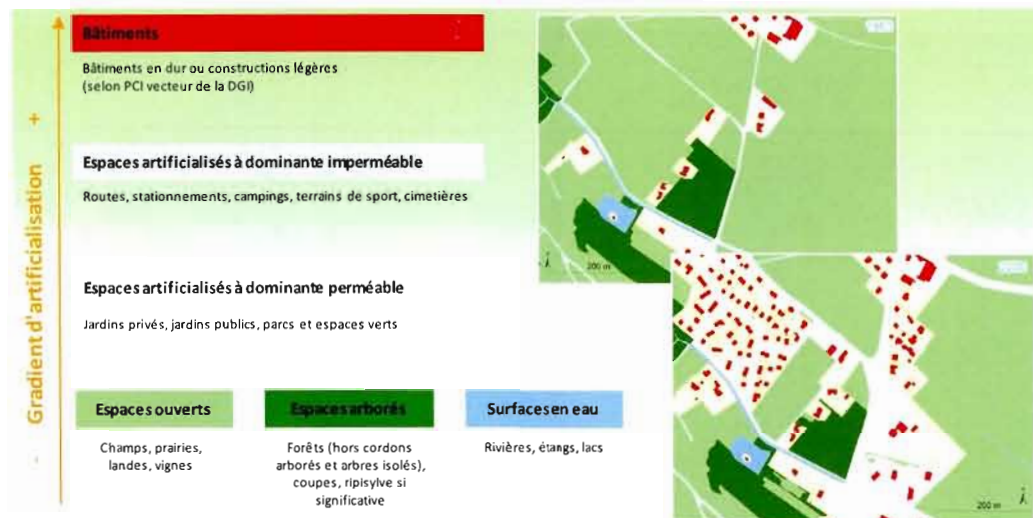 Gradient d'artificialisation
+
-
Bâtiments
Bâtiments en dur ou constructions légères
(selon PCI vecteur de la DGI)
Espaces artificialisés à dominante imperméable
Routes, stationnements, campings, terrains de sport, cimetières
Espaces artificialisés à dominante perméable
Jardins privés, jardins publics, parcs et espaces verts
Espaces ouverts
Champs, prairies,
landes, vignes
Espaces arborés
Forêts (hors cordons
arborés et arbres isolés),
coupes, ripisylve si
significative
Surfaces en eau
Rivières, étangs, lacs
200 m
200 m